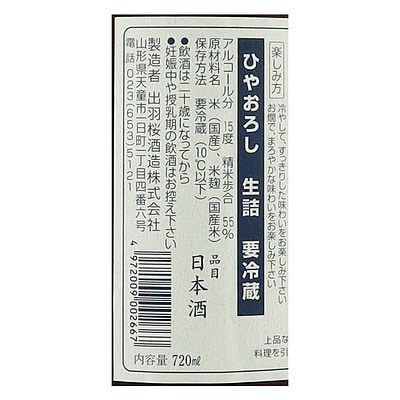 楽しみ方
冷やして、すっきりした味わいをお楽しみ下さい
お燗で、まろやかな味わいをお楽しみ下さい
ひやおろし 生詰 要冷蔵
アルコール分 15度 精米歩合 55%
原材料名 米(国産)、米麹(国産米)
保存方法 要冷蔵(10℃以下)
●飲酒は二十歳になってから
●妊娠中や授乳期の飲酒はお控え下さい
製造者 出羽桜酒造株式会社
山形県天童市一日町一丁目四番六号
電話 023(653)5121
品目
日本酒
4972009002667
内容量 720ml
上品な
料理を引